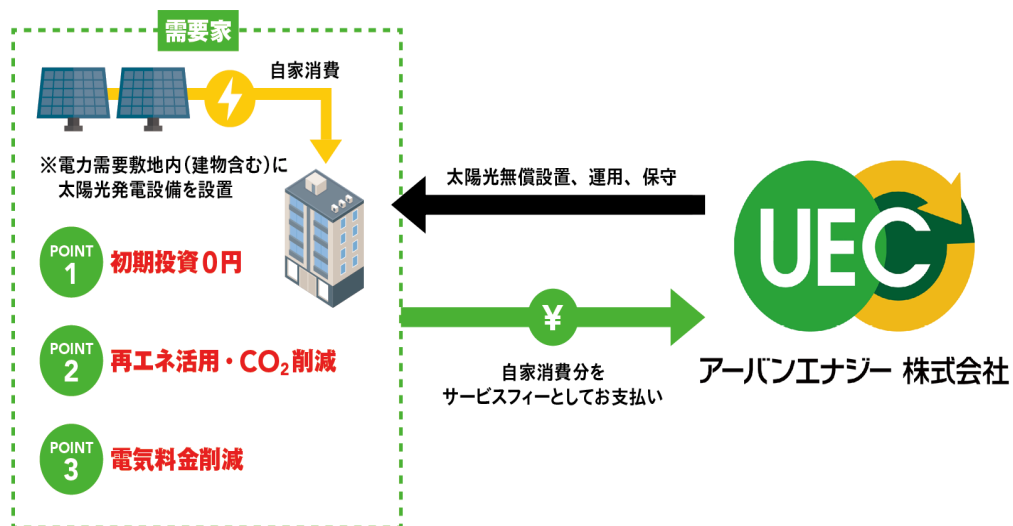 需要家
自家消費
※電力需要敷地内（建物含む）に
太陽光発電設備を設置
POINT
1
初期投資0円
POINT
2
再エネ活用・CO₂削減
POINT
3
電気料金削減
太陽光無償設置、運用、保守
¥
自家消費分を
サービスフィーとしてお支払い
UEC
アーバンエナジー 株式会社